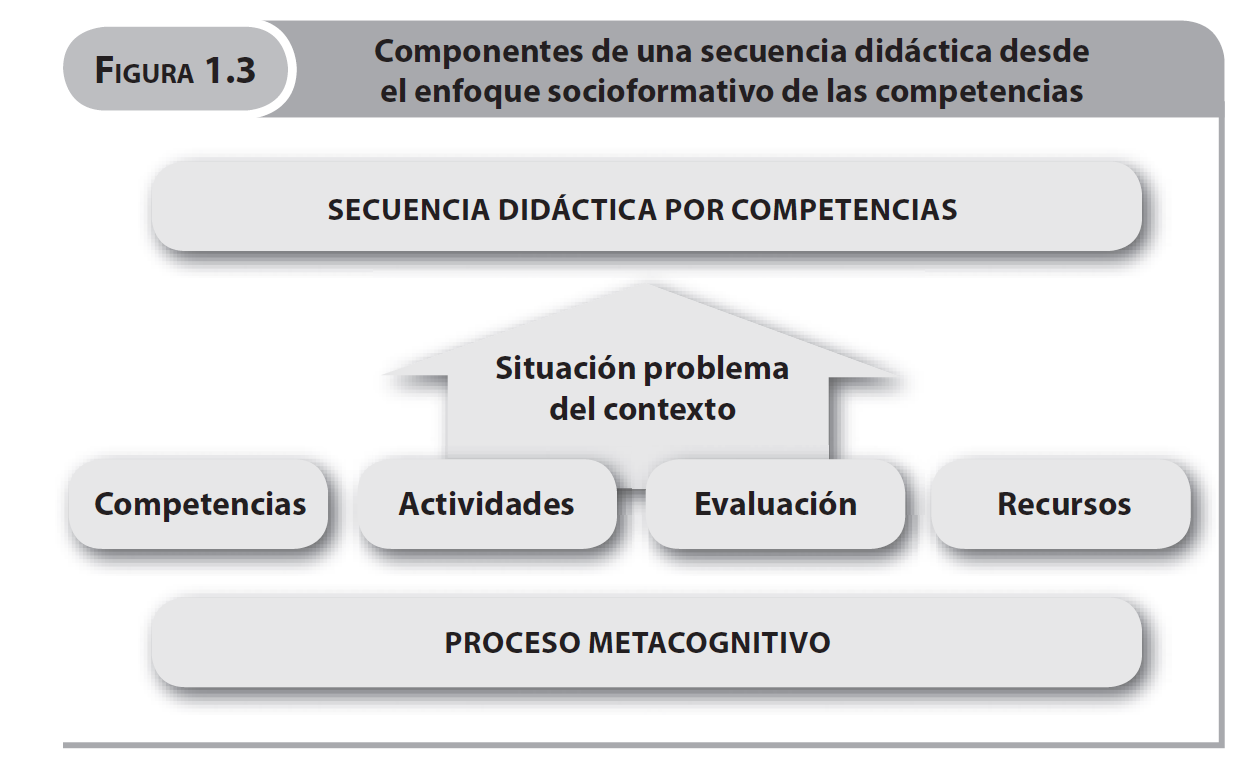 FIGURA 1.3
Componentes de una secuencia didáctica desde
el enfoque socioformativo de las competencias
SECUENCIA DIDÁCTICA POR COMPETENCIAS
Situación problema
del contexto
Competencias
Actividades
Evaluación
Recursos
PROCESO METACOGNITIVO